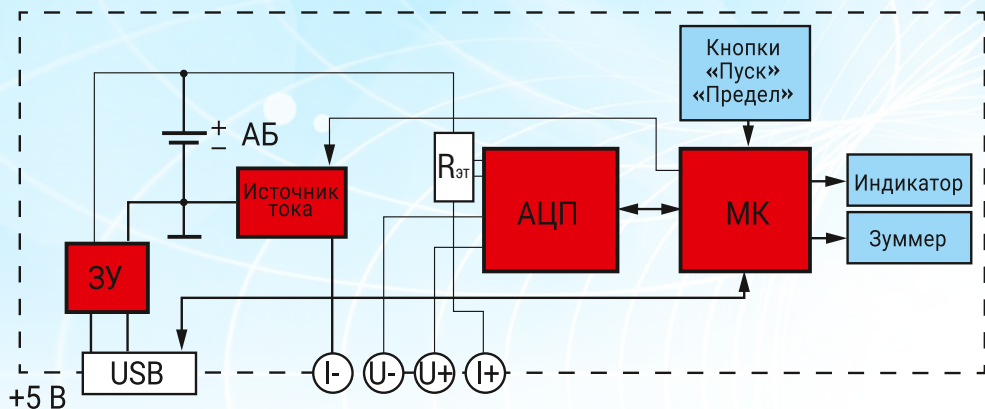 Кнопки
«Пуск»
«Предел»
+
−
АБ
Rэт
Источник
тока
АЦП
МК
Индикатор
Зуммер
ЗУ
USB
I-
U-
U+
I+
+5 В